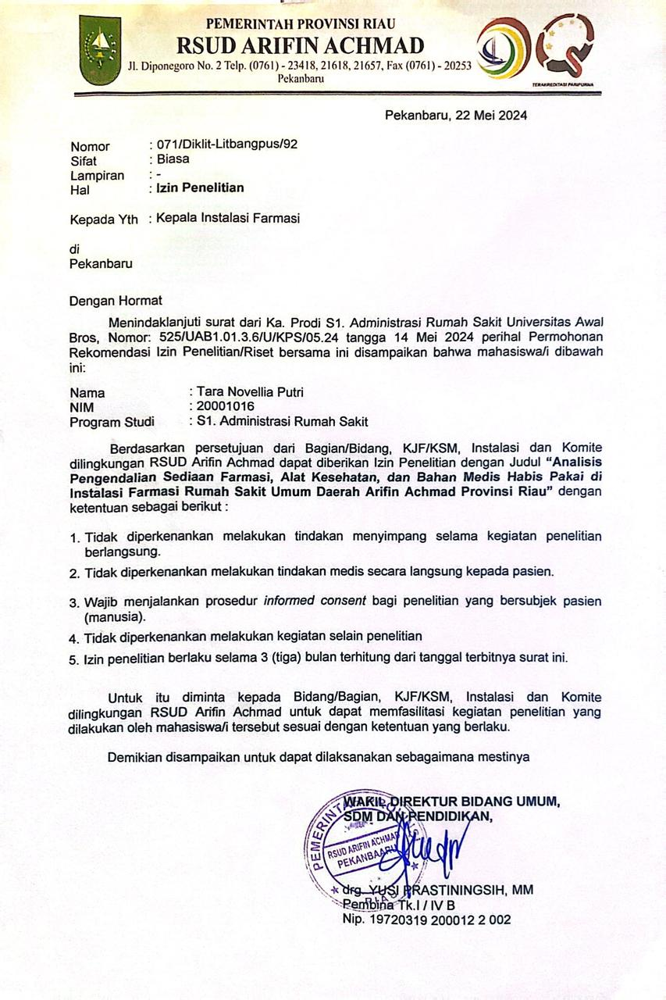 PEMERINTAH PROVINSI RIAU
RSUD ARIFIN ACHMAD
Jl. Diponegoro No. 2 Telp. (0761) - 23418, 21618, 21657, Fax (0761) - 20253
Pekanbaru
TERAKREDITASI PARIPURNA
Pekanbaru, 22 Mei 2024
Nomor : 071/Diklit-Litbangpus/92
Sifat : Biasa
Lampiran : -
Hal : Izin Penelitian
Kepada Yth : Kepala Instalasi Farmasi
di
Pekanbaru
Dengan Hormat
Menindaklanjuti surat dari Ka. Prodi S1. Administrasi Rumah Sakit Universitas Awal
Bros, Nomor: 525/UAB1.01.3.6/U/KPS/05.24 tangga 14 Mei 2024 perihal Permohonan
Rekomendasi Izin Penelitian/Riset bersama ini disampaikan bahwa mahasiswa/i dibawah
ini:
Nama : Tara Novellia Putri
NIM : 20001016
Program Studi : S1. Administrasi Rumah Sakit
Berdasarkan persetujuan dari Bagian/Bidang, KJF/KSM, Instalasi dan Komite
dilingkungan RSUD Arifin Achmad dapat diberikan Izin Penelitian dengan Judul “Analisis
Pengendalian Sediaan Farmasi, Alat Kesehatan, dan Bahan Medis Habis Pakai di
Instalasi Farmasi Rumah Sakit Umum Daerah Arifin Achmad Provinsi Riau” dengan
ketentuan sebagai berikut :
1. Tidak diperkenankan melakukan tindakan menyimpang selama kegiatan penelitian
berlangsung.
2. Tidak diperkenankan melakukan tindakan medis secara langsung kepada pasien.
3. Wajib menjalankan prosedur informed consent bagi penelitian yang bersubjek pasien
(manusia).
4. Tidak diperkenankan melakukan kegiatan selain penelitian
5. Izin penelitian berlaku selama 3 (tiga) bulan terhitung dari tanggal terbitnya surat ini.
Untuk itu diminta kepada Bidang/Bagian, KJF/KSM, Instalasi dan Komite
dilingkungan RSUD Arifin Achmad untuk dapat memfasilitasi kegiatan penelitian yang
dilakukan oleh mahasiswa/i tersebut sesuai dengan ketentuan yang berlaku.
Demikian disampaikan untuk dapat dilaksanakan sebagaimana mestinya
WAKIL DIREKTUR BIDANG UMUM,
SDM DAN PENDIDIKAN,
PEMERINTAH PROVINSI
RSUD ARIFIN ACHMAD
PEKANBARU
RIAU
drg. YUSI PRASTININGSIH, MM
Pembina Tk.I / IV B
Nip. 19720319 200012 2 002